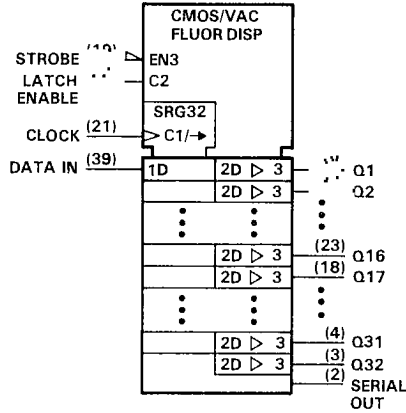 CMOS/VAC
FLUOR DISP
STROBE EN3
LATCH ENABLE C2
SRG32
CLOCK (21) C1/→
DATA IN (39) 1D 2D ▷ 3 Q1
2D ▷ 3 Q2
2D ▷ 3 (23) Q16
2D ▷ 3 (18) Q17
2D ▷ 3 (4) Q31
2D ▷ 3 (3) Q32
(2) SERIAL OUT